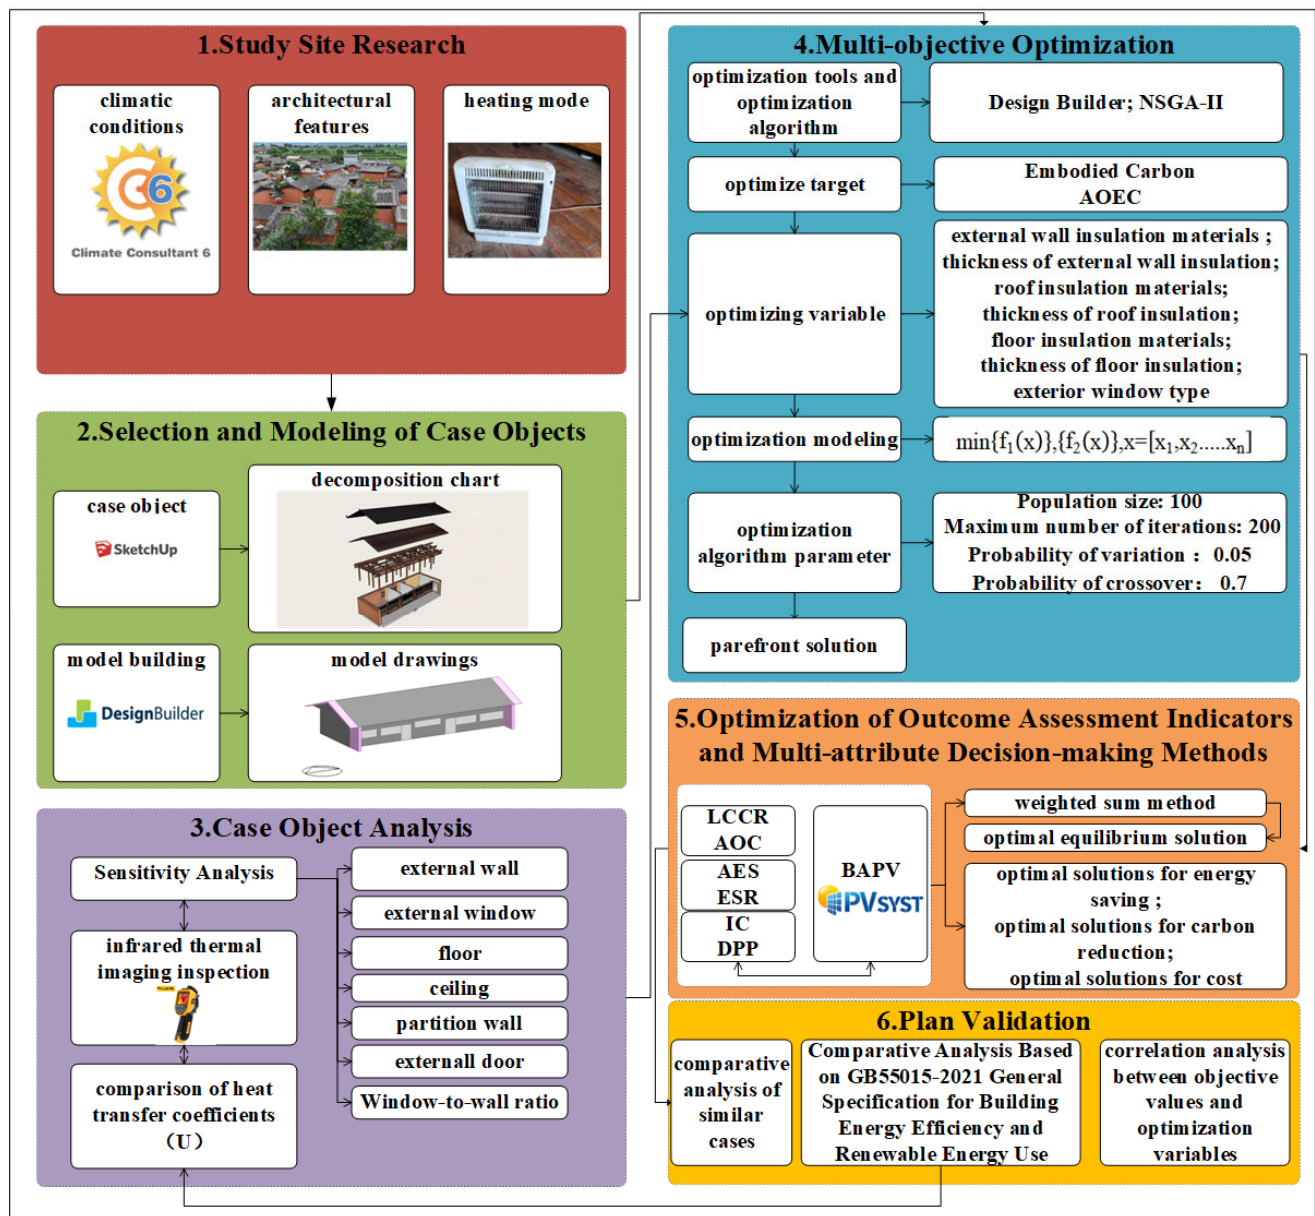 1.Study Site Research
climatic
conditions
C6
Climate Consultant 6
architectural
features
heating mode
2.Selection and Modeling of Case Objects
case object
SketchUp
decomposition chart
model building
DesignBuilder
model drawings
3.Case Object Analysis
Sensitivity Analysis
infrared thermal
imaging inspection
FLUKE
comparison of heat
transfer coefficients
（U）
external wall
external window
floor
ceiling
partition wall
externall door
Window-to-wall ratio
4.Multi-objective Optimization
optimization tools and
optimization
algorithm
Design Builder; NSGA-II
optimize target
Embodied Carbon
AOEC
optimizing variable
external wall insulation materials ;
thickness of external wall insulation;
roof insulation materials;
thickness of roof insulation;
floor insulation materials;
thickness of floor insulation;
exterior window type
optimization modeling
min{f₁(x)},{f₂(x)},x=[x₁,x₂.....xₙ]
optimization
algorithm parameter
Population size: 100
Maximum number of iterations: 200
Probability of variation ： 0.05
Probability of crossover： 0.7
parefront solution
5.Optimization of Outcome Assessment Indicators
and Multi-attribute Decision-making Methods
LCCR
AOC
AES
ESR
IC
DPP
BAPV
PVSYST
weighted sum method
optimal equilibrium solution
optimal solutions for energy
saving ;
optimal solutions for carbon
reduction;
optimal solutions for cost
6.Plan Validation
comparative
analysis of
similar
cases
Comparative Analysis Based
on GB55015-2021 General
Specification for Building
Energy Efficiency and
Renewable Energy Use
correlation analysis
between objective
values and
optimization
variables